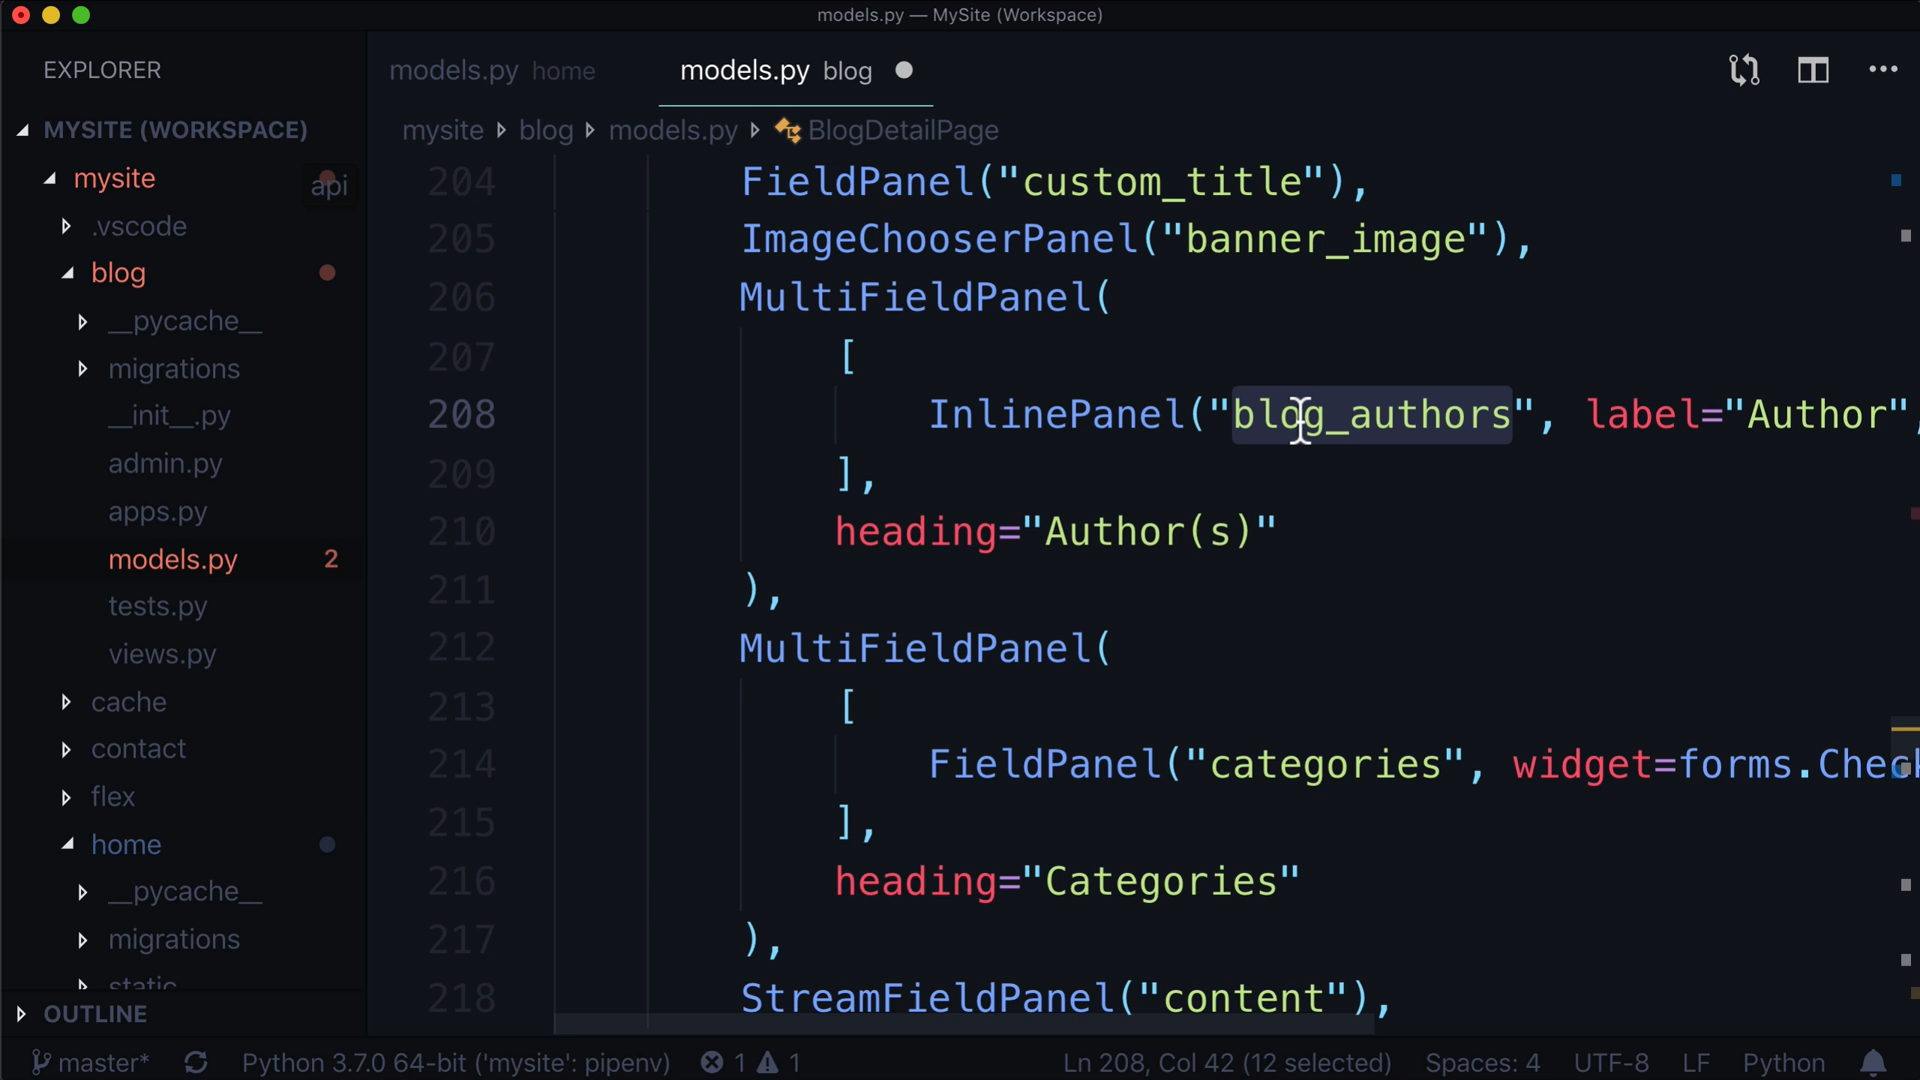 models.py — MySite (Workspace)
EXPLORER
models.py home
models.py blog
MYSITE (WORKSPACE)
mysite blog models.py BlogDetailPage
mysite
api
.vscode
blog
__pycache__
migrations
__init__.py
admin.py
apps.py
models.py 2
tests.py
views.py
cache
contact
flex
home
__pycache__
migrations
static
OUTLINE
204 FieldPanel("custom_title"),
205 ImageChooserPanel("banner_image"),
206 MultiFieldPanel(
207 [
208 InlinePanel("blog_authors", label="Author",
209 ],
210 heading="Author(s)"
211 ),
212 MultiFieldPanel(
213 [
214 FieldPanel("categories", widget=forms.Check
215 ],
216 heading="Categories"
217 ),
218 StreamFieldPanel("content"),
master* Python 3.7.0 64-bit ('mysite': pipenv) 1 1 Ln 208, Col 42 (12 selected) Spaces: 4 UTF-8 LF Python